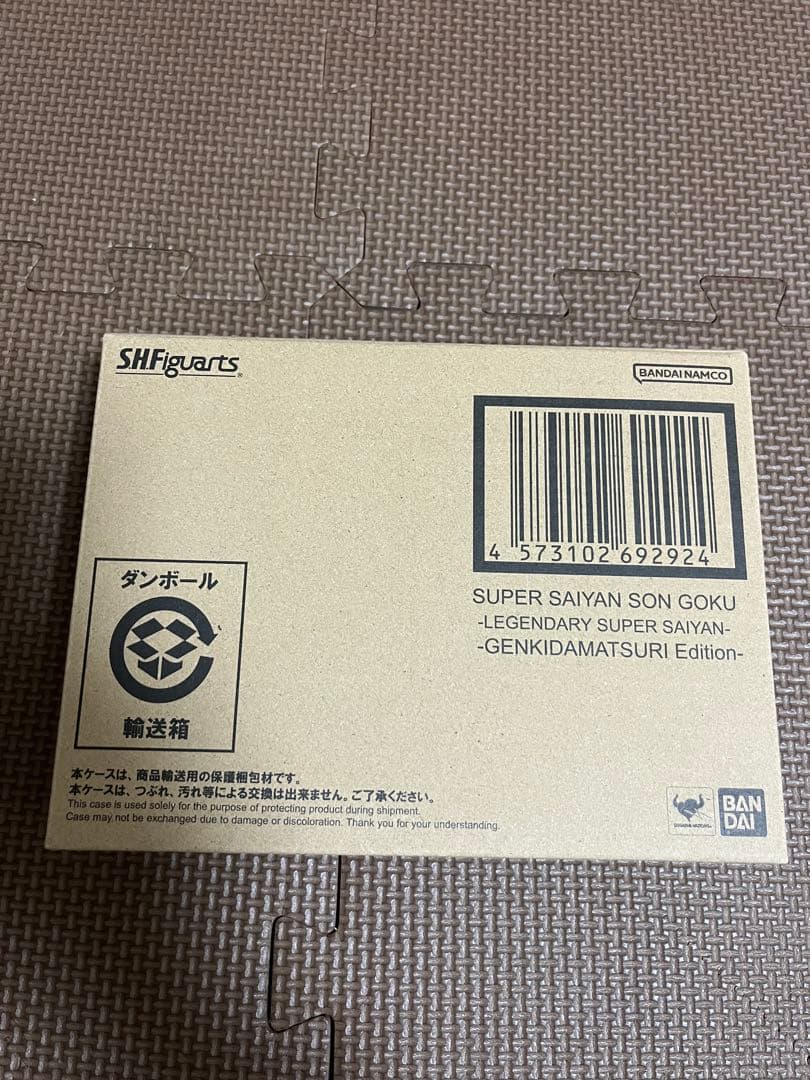 S.H.Figuarts®
BANDAI NAMCO
4 573102 692924
SUPER SAIYAN SON GOKU
-LEGENDARY SUPER SAIYAN-
-GENKIDAMATSURI Edition-
ダンボール
輸送箱
本ケースは、商品輸送用の保護梱包材です。
本ケースは、つぶれ、汚れ等による交換は出来ません。ご了承ください。
This case is used solely for the purpose of protecting product during shipment.
Case may not be exchanged due to damage or discoloration. Thank you for your understanding.
BAN
DAI